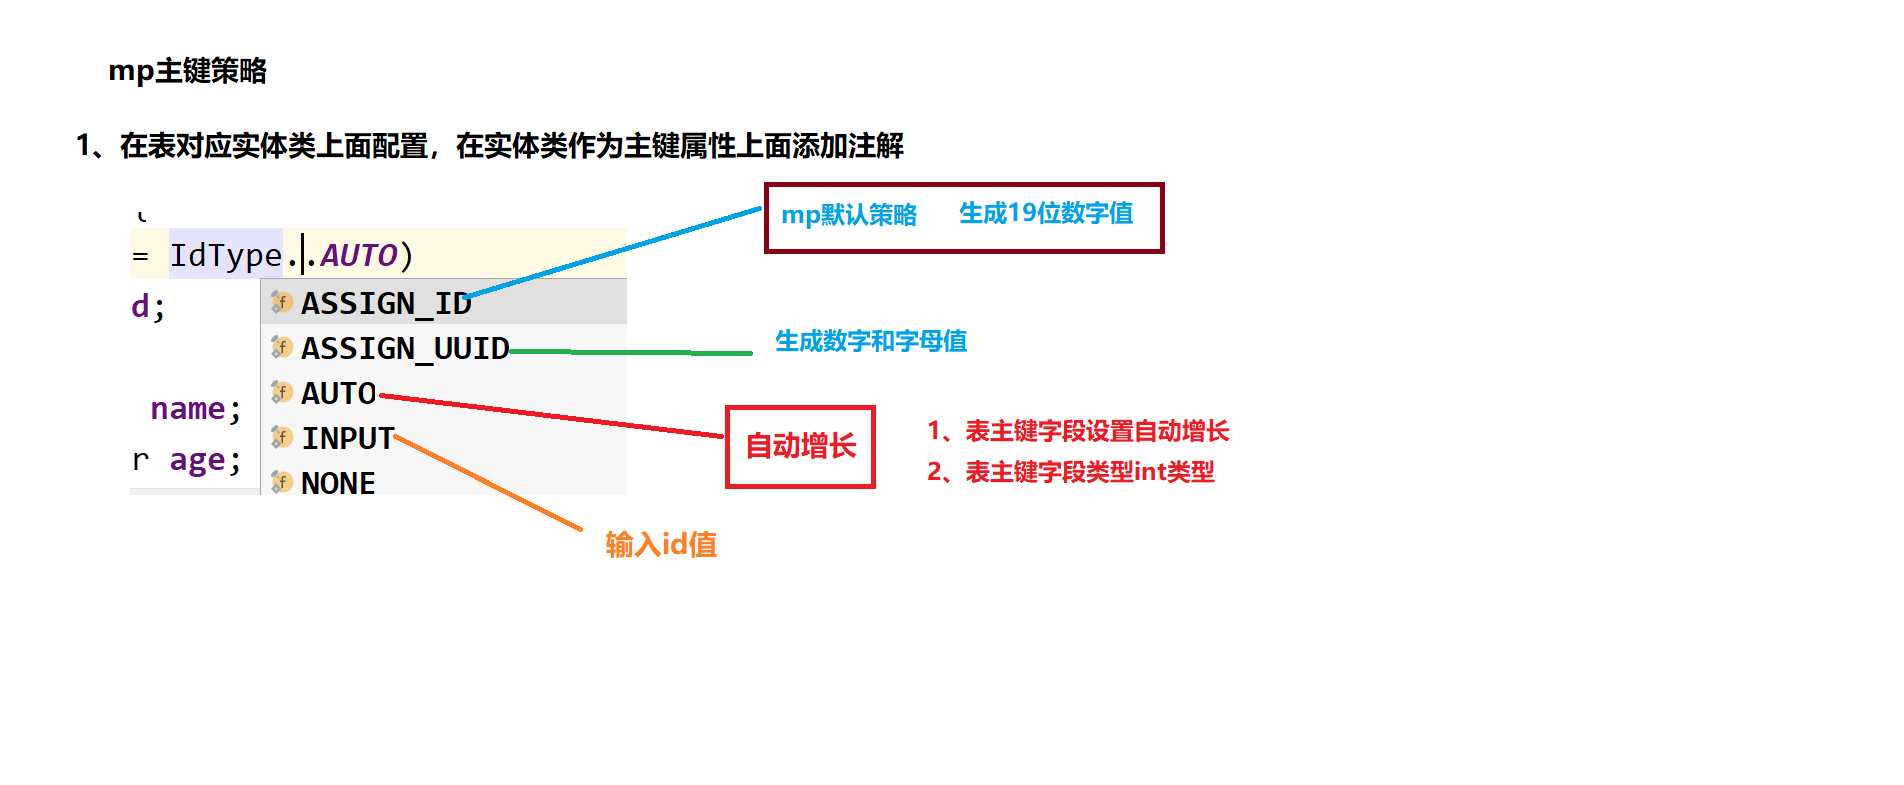 mp主键策略
1、在表对应实体类上面配置，在实体类作为主键属性上面添加注解
mp默认策略 生成19位数字值
= IdType..AUTO)
ASSIGN_ID
d;
ASSIGN_UUID
生成数字和字母值
AUTO
name;
INPUT
自动增长
1、表主键字段设置自动增长
2、表主键字段类型int类型
r age;
NONE
输入id值